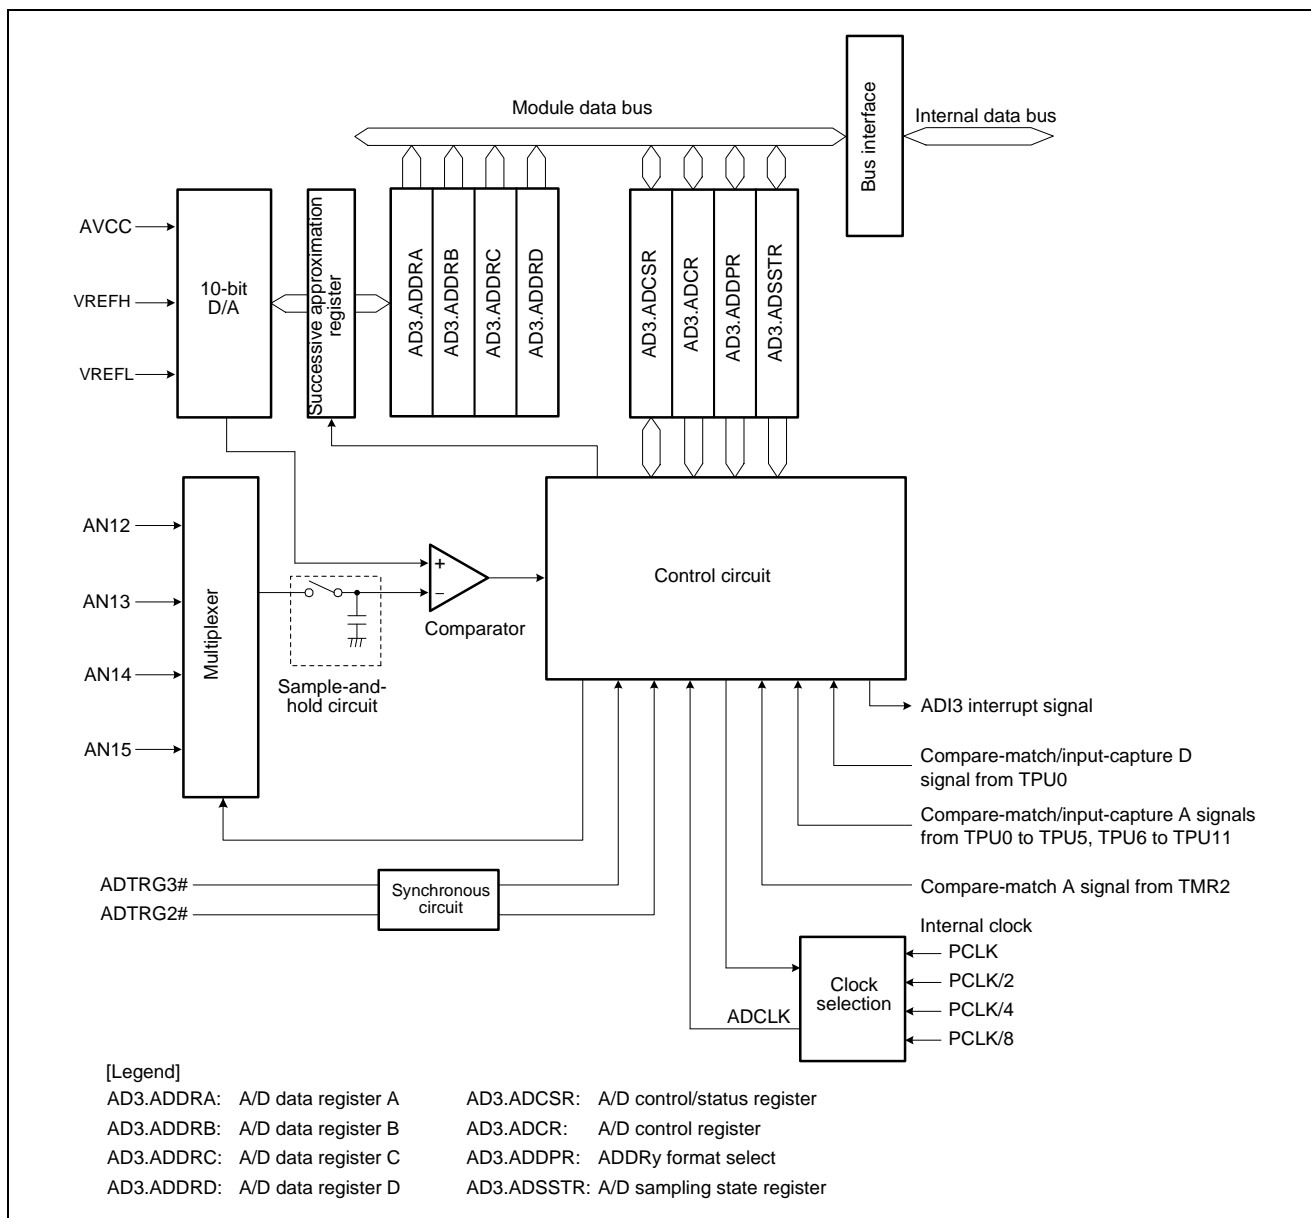 Module data bus
Internal data bus
Bus interface
AVCC
VREFH
VREFL
10-bit
D/A
Successive approximation
register
AD3.ADDRA
AD3.ADDRB
AD3.ADDRC
AD3.ADDRD
AD3.ADCSR
AD3.ADCR
AD3.ADDPR
AD3.ADSSTR
AN12
AN13
AN14
AN15
Multiplexer
+
−
Comparator
Sample-and-
hold circuit
Control circuit
ADI3 interrupt signal
Compare-match/input-capture D
signal from TPU0
Compare-match/input-capture A signals
from TPU0 to TPU5, TPU6 to TPU11
Compare-match A signal from TMR2
ADTRG3#
ADTRG2#
Synchronous
circuit
Internal clock
PCLK
PCLK/2
PCLK/4
PCLK/8
Clock
selection
ADCLK
[Legend]
AD3.ADDRA: A/D data register A
AD3.ADCSR: A/D control/status register
AD3.ADDRB: A/D data register B
AD3.ADCR: A/D control register
AD3.ADDRC: A/D data register C
AD3.ADDPR: ADDRy format select
AD3.ADDRD: A/D data register D
AD3.ADSSTR: A/D sampling state register